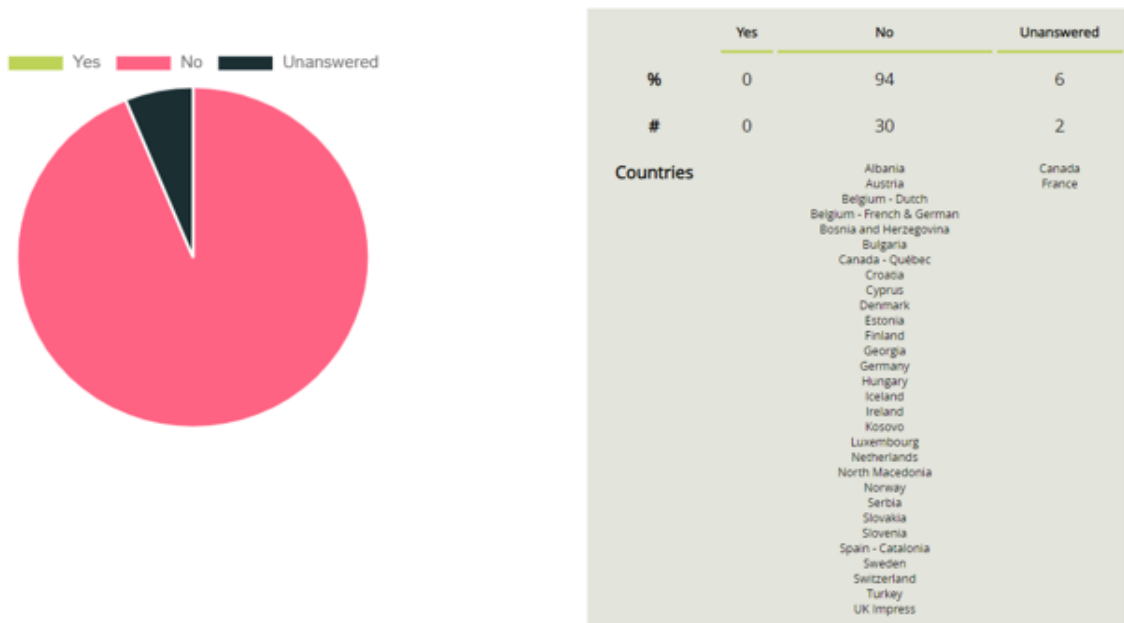 Yes No Unanswered
Yes No Unanswered
% 0 94 6
# 0 30 2
Countries Albania Canada
Austria France
Belgium - Dutch
Belgium - French & German
Bosnia and Herzegovina
Bulgaria
Canada - Québec
Croatia
Cyprus
Denmark
Estonia
Finland
Georgia
Germany
Hungary
Iceland
Ireland
Kosovo
Luxembourg
Netherlands
North Macedonia
Norway
Serbia
Slovakia
Slovenia
Spain - Catalonia
Sweden
Switzerland
Turkey
UK Impress